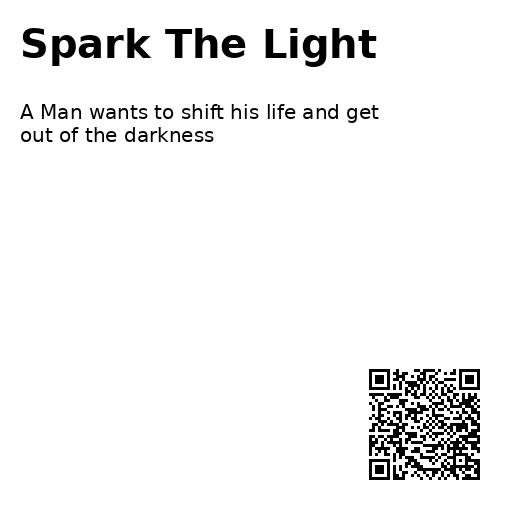 Spark The Light
A Man wants to shift his life and get
out of the darkness